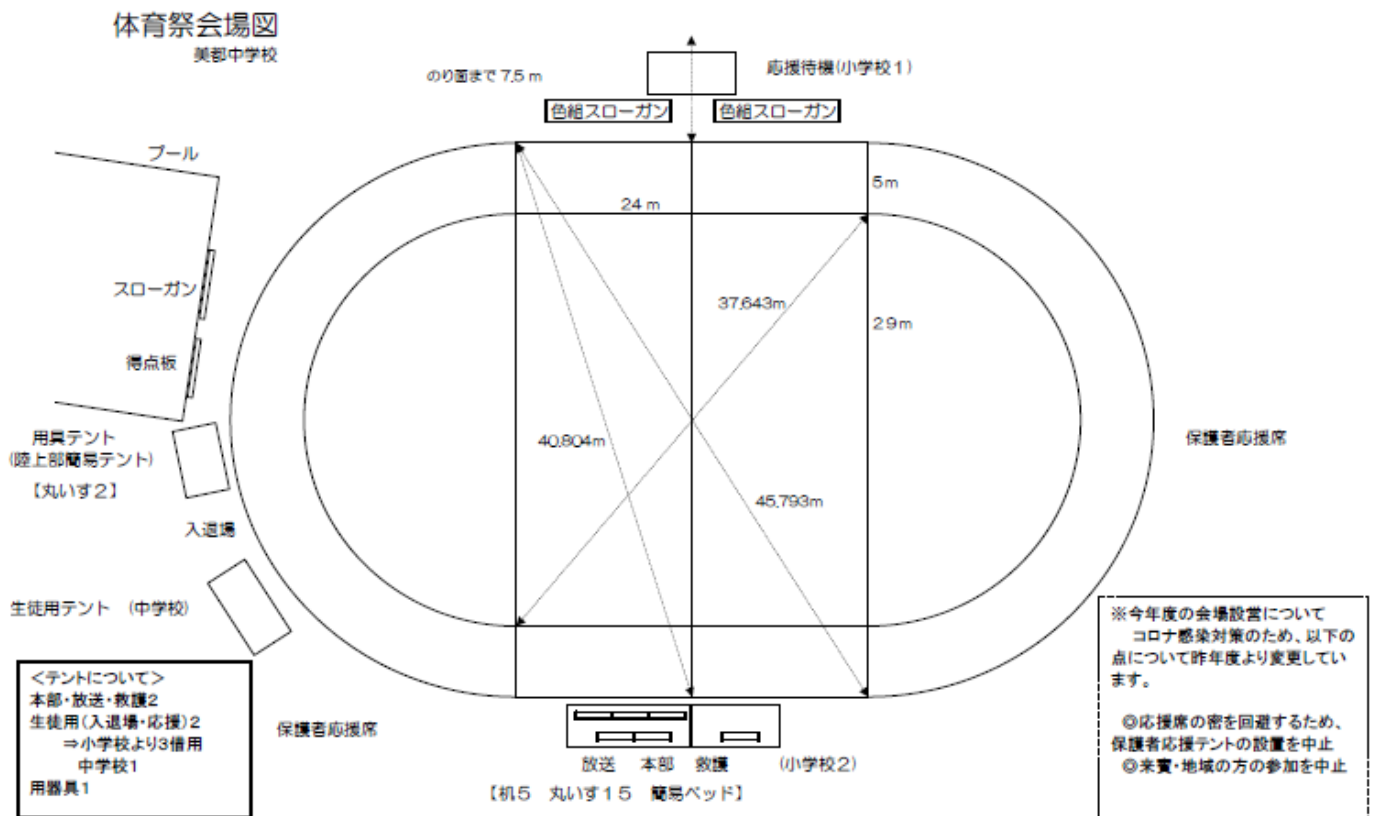 体育祭会場図
美都中学校
のり面まで 7.5 m
応援待機(小学校1)
色組スローガン
色組スローガン
プール
5m
24 m
スローガン
37,643m
29m
得点板
用具テント
(陸上部簡易テント)
【丸いす2】
40,804m
保護者応援席
45,793m
入退場
生徒用テント (中学校)
※今年度の会場設営について
コロナ感染対策のため、以下の
点について昨年度より変更してい
ます。
◎応援席の密を回避するため、
保護者応援テントの設置を中止
◎来賓・地域の方の参加を中止
<テントについて>
本部・放送・救護2
生徒用(入退場・応援)2
⇒小学校より3借用
中学校1
用器具1
保護者応援席
放送 本部 救護 (小学校2)
【机5 丸いす15 簡易ベッド】